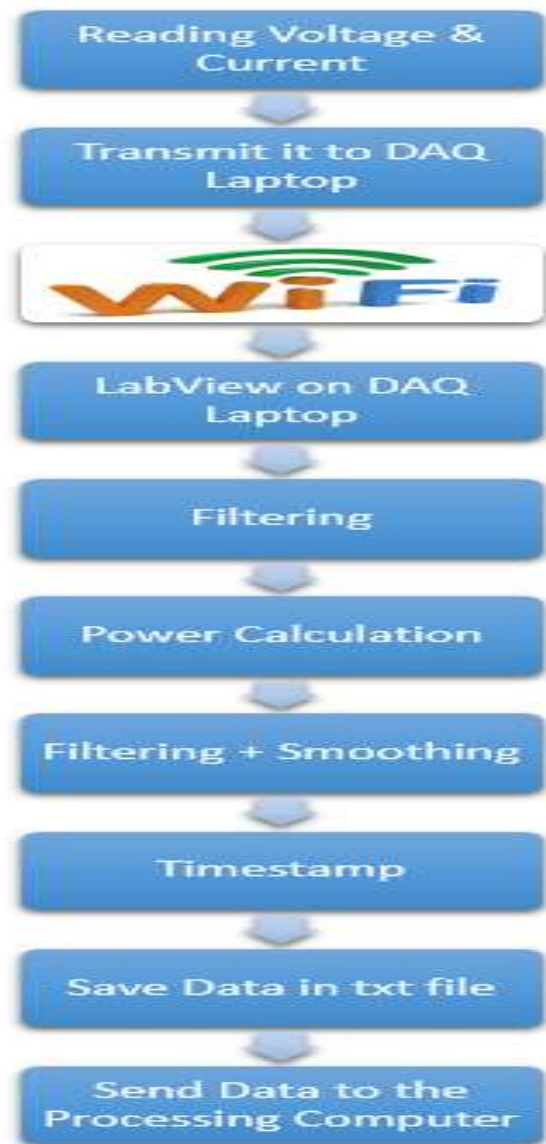 Reading Voltage &
Current
Transmit it to DAQ
Laptop
WiFi
LabView on DAQ
Laptop
Filtering
Power Calculation
Filtering + Smoothing
Timestamp
Save Data in txt file
Send Data to the
Processing Computer